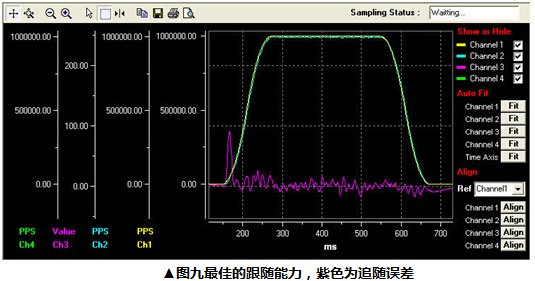 Sampling Status :
Waiting...
1000000.00
1000000.00
1000000.00
500000.00
200.00
500000.00
500000.00
100.00
0.00
0.00
0.00
0.00
PPS
Value
PPS
PPS
Ch4
Ch3
Ch2
Ch1
200
300
400
500
600
700
ms
Show or Hide
Channel 1
Channel 2
Channel 3
Channel 4
Auto Fit
Channel 1 Fit
Channel 2 Fit
Channel 3 Fit
Channel 4 Fit
Time Axis Fit
Align
Ref Channel1
Channel 1 Align
Channel 2 Align
Channel 3 Align
Channel 4 Align
▲图九最佳的跟随能力，紫色为追随误差